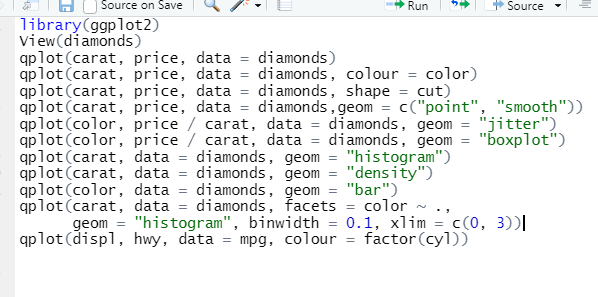 Source on Save
Run
Source
library(ggplot2)
View(diamonds)
qplot(carat, price, data = diamonds)
qplot(carat, price, data = diamonds, colour = color)
qplot(carat, price, data = diamonds, shape = cut)
qplot(carat, price, data = diamonds,geom = c("point", "smooth"))
qplot(color, price / carat, data = diamonds, geom = "jitter")
qplot(color, price / carat, data = diamonds, geom = "boxplot")
qplot(carat, data = diamonds, geom = "histogram")
qplot(carat, data = diamonds, geom = "density")
qplot(color, data = diamonds, geom = "bar")
qplot(carat, data = diamonds, facets = color ~ .,
geom = "histogram", binwidth = 0.1, xlim = c(0, 3))
qplot(displ, hwy, data = mpg, colour = factor(cyl))